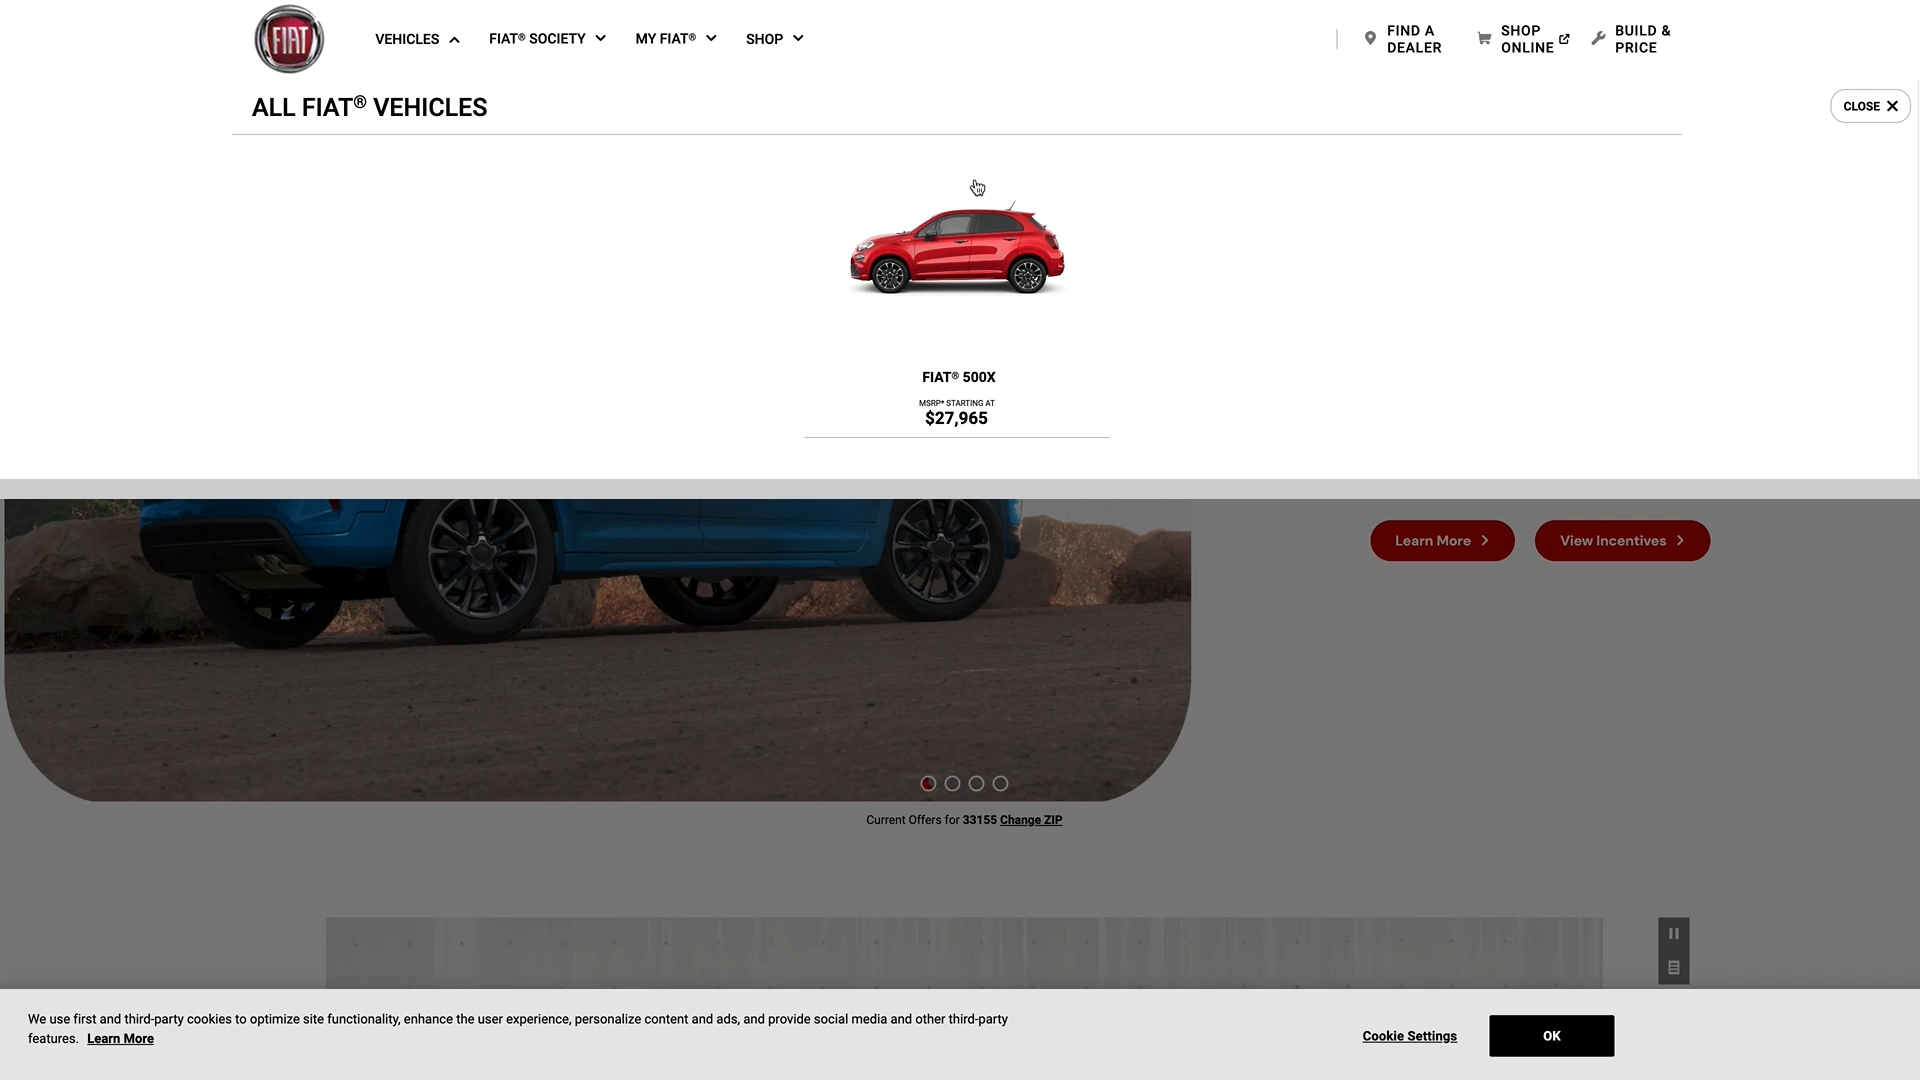 FIAT
VEHICLES
FIAT® SOCIETY
MY FIAT®
SHOP
FIND A
DEALER
SHOP
ONLINE
BUILD &
PRICE
ALL FIAT® VEHICLES
CLOSE
FIAT® 500X
MSRP* STARTING AT
$27,965
Learn More
View Incentives
Current Offers for 33155 Change ZIP
We use first and third-party cookies to optimize site functionality, enhance the user experience, personalize content and ads, and provide social media and other third-party
features. Learn More
Cookie Settings
OK